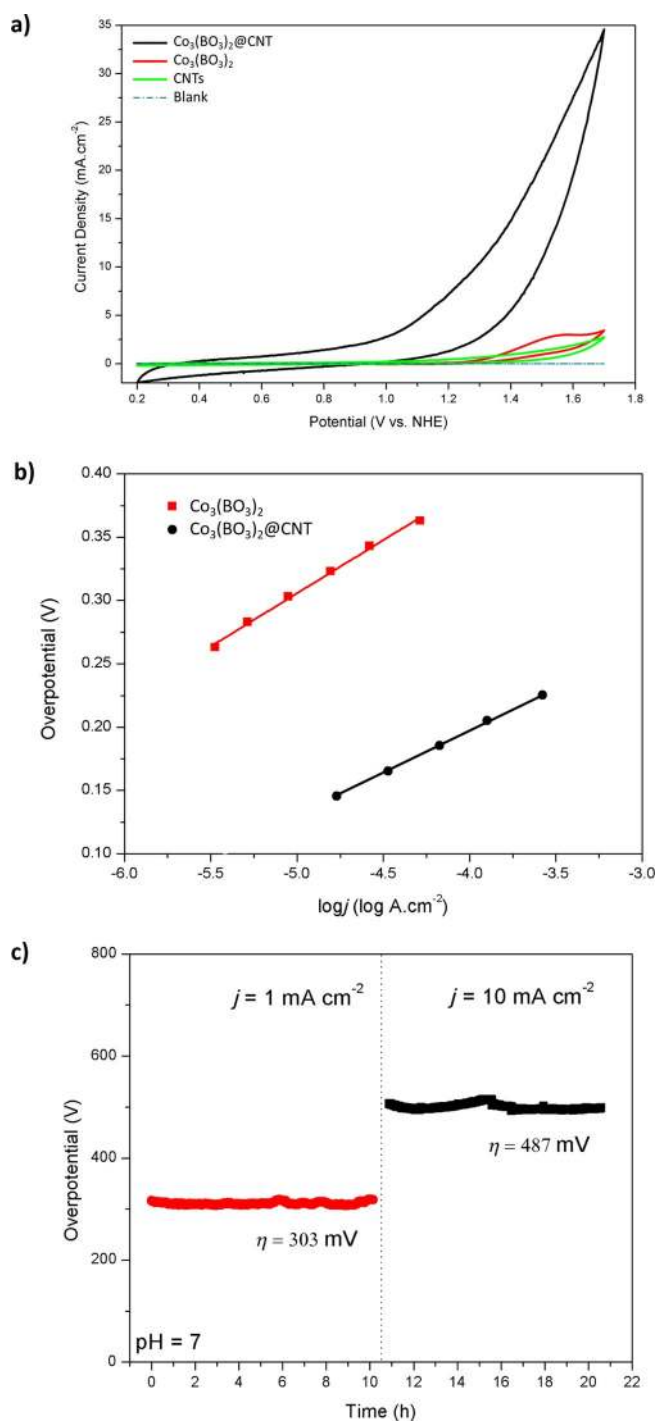 a)
Co₃(BO₃)₂@CNT
Co₃(BO₃)₂
CNTs
Blank
35
30
25
20
15
10
5
0
Current Density (mA.cm⁻²)
0.2 0.4 0.6 0.8 1.0 1.2 1.4 1.6 1.8
Potential (V vs. NHE)
b)
Co₃(BO₃)₂
Co₃(BO₃)₂@CNT
0.40
0.35
0.30
0.25
0.20
0.15
0.10
Overpotential (V)
-6.0 -5.5 -5.0 -4.5 -4.0 -3.5 -3.0
logj (log A.cm⁻²)
c)
j = 1 mA cm⁻² j = 10 mA cm⁻²
800
600
400
200
0
Overpotential (V)
η = 487 mV
η = 303 mV
pH = 7
0 2 4 6 8 10 12 14 16 18 20 22
Time (h)